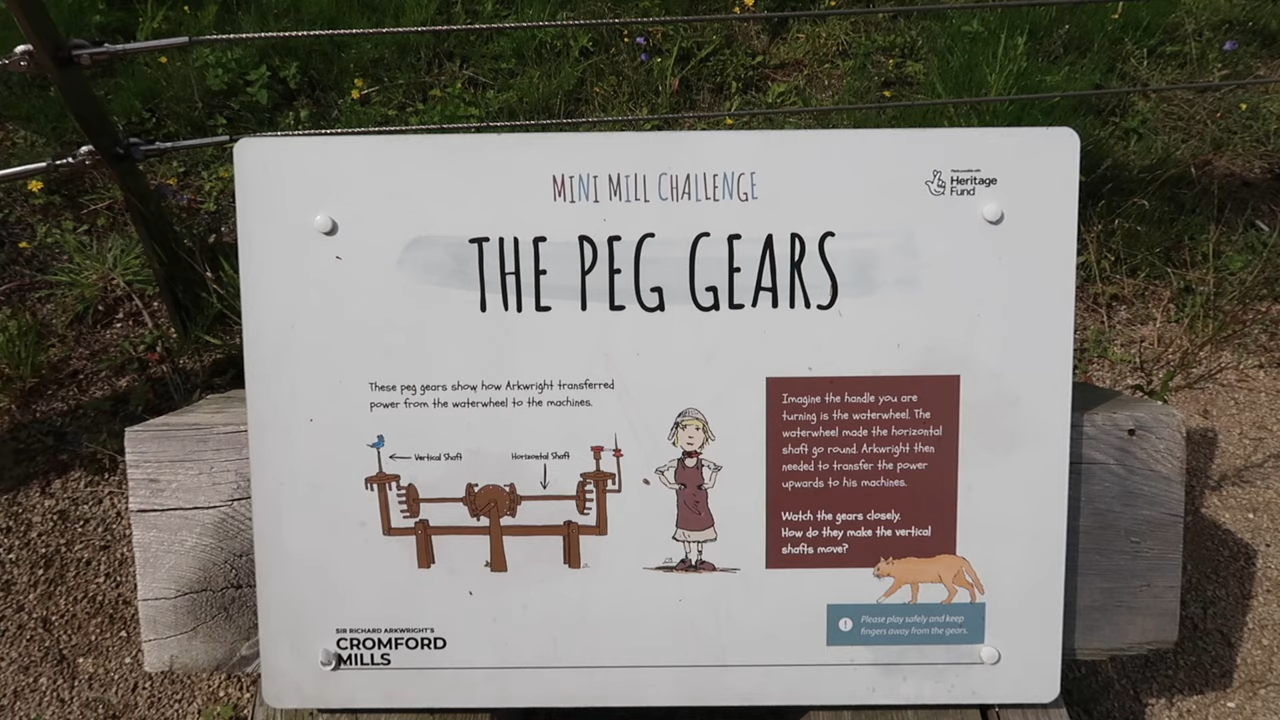 MINI MILL CHALLENGE
Heritage
Fund
THE PEG GEARS
These peg gears show how Arkwright transferred
power from the waterwheel to the machines.
Vertical Shaft
Horizontal Shaft
Imagine the handle you are
turning is the waterwheel. The
waterwheel made the horizontal
shaft go round. Arkwright then
needed to transfer the power
upwards to his machines.
Watch the gears closely.
How do they make the vertical
shafts move?
! Please play safely and keep
fingers away from the gears.
SIR RICHARD ARKWRIGHT'S
CROMFORD
MILLS